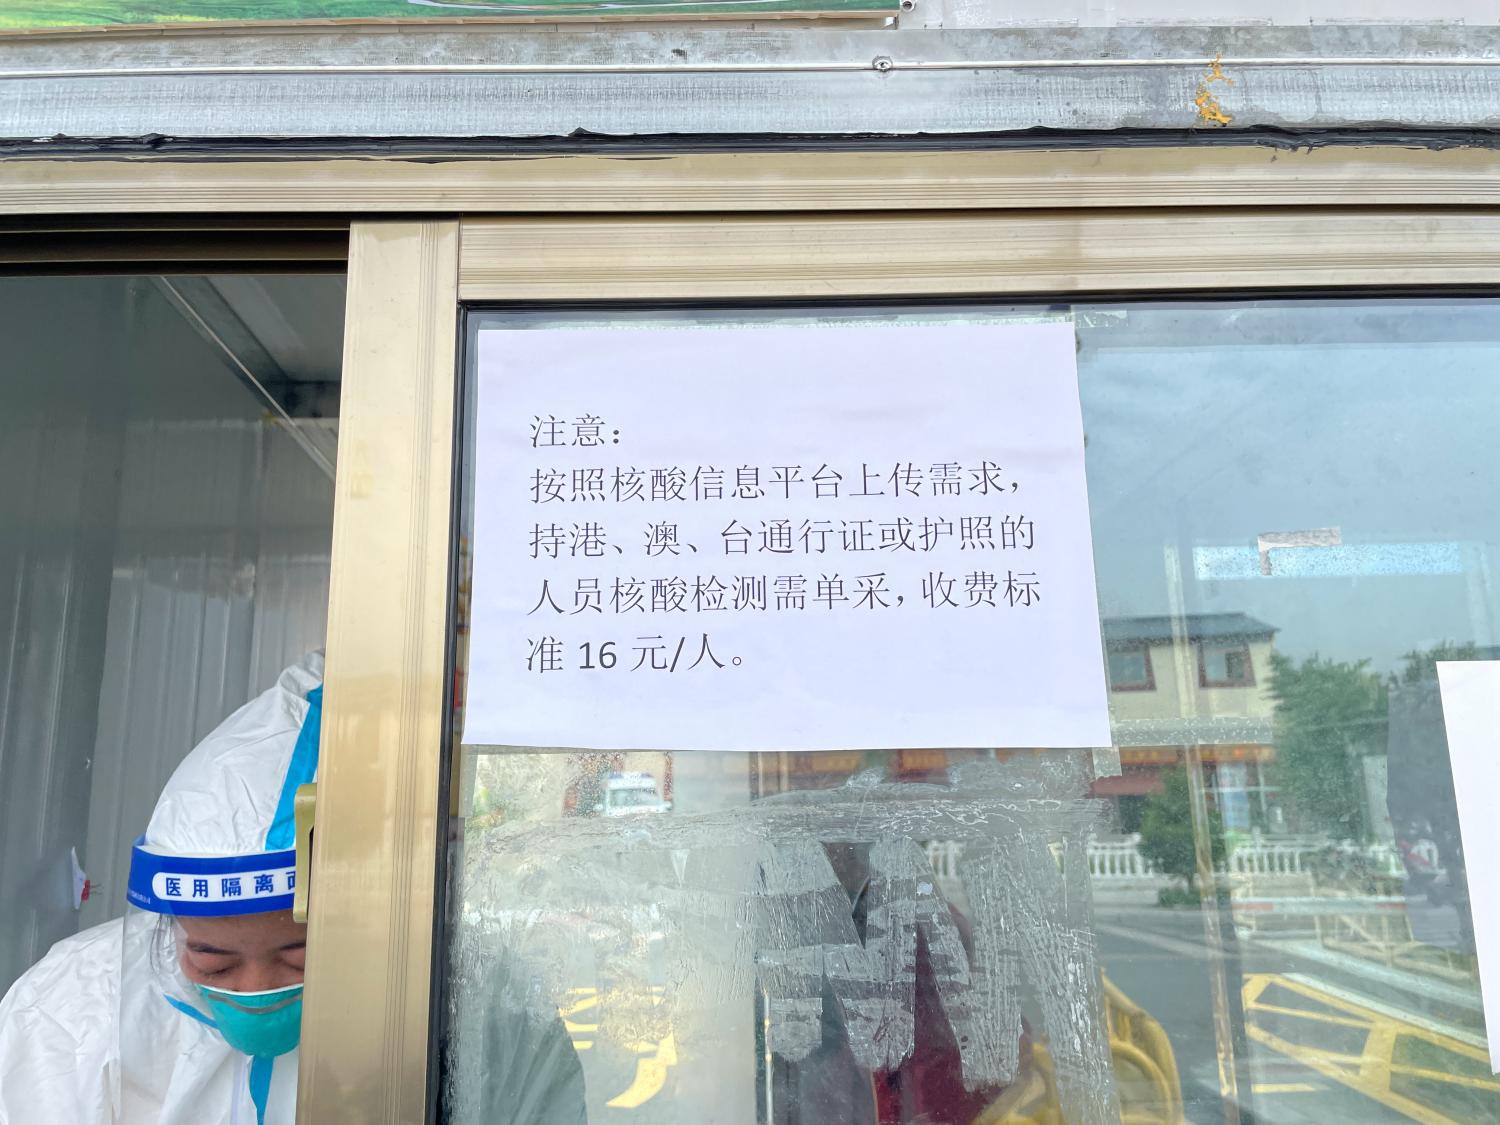 注意：
按照核酸信息平台上传需求，
持港、澳、台通行证或护照的
人员核酸检测需单采，收费标
准 16 元/人。
医用隔离面